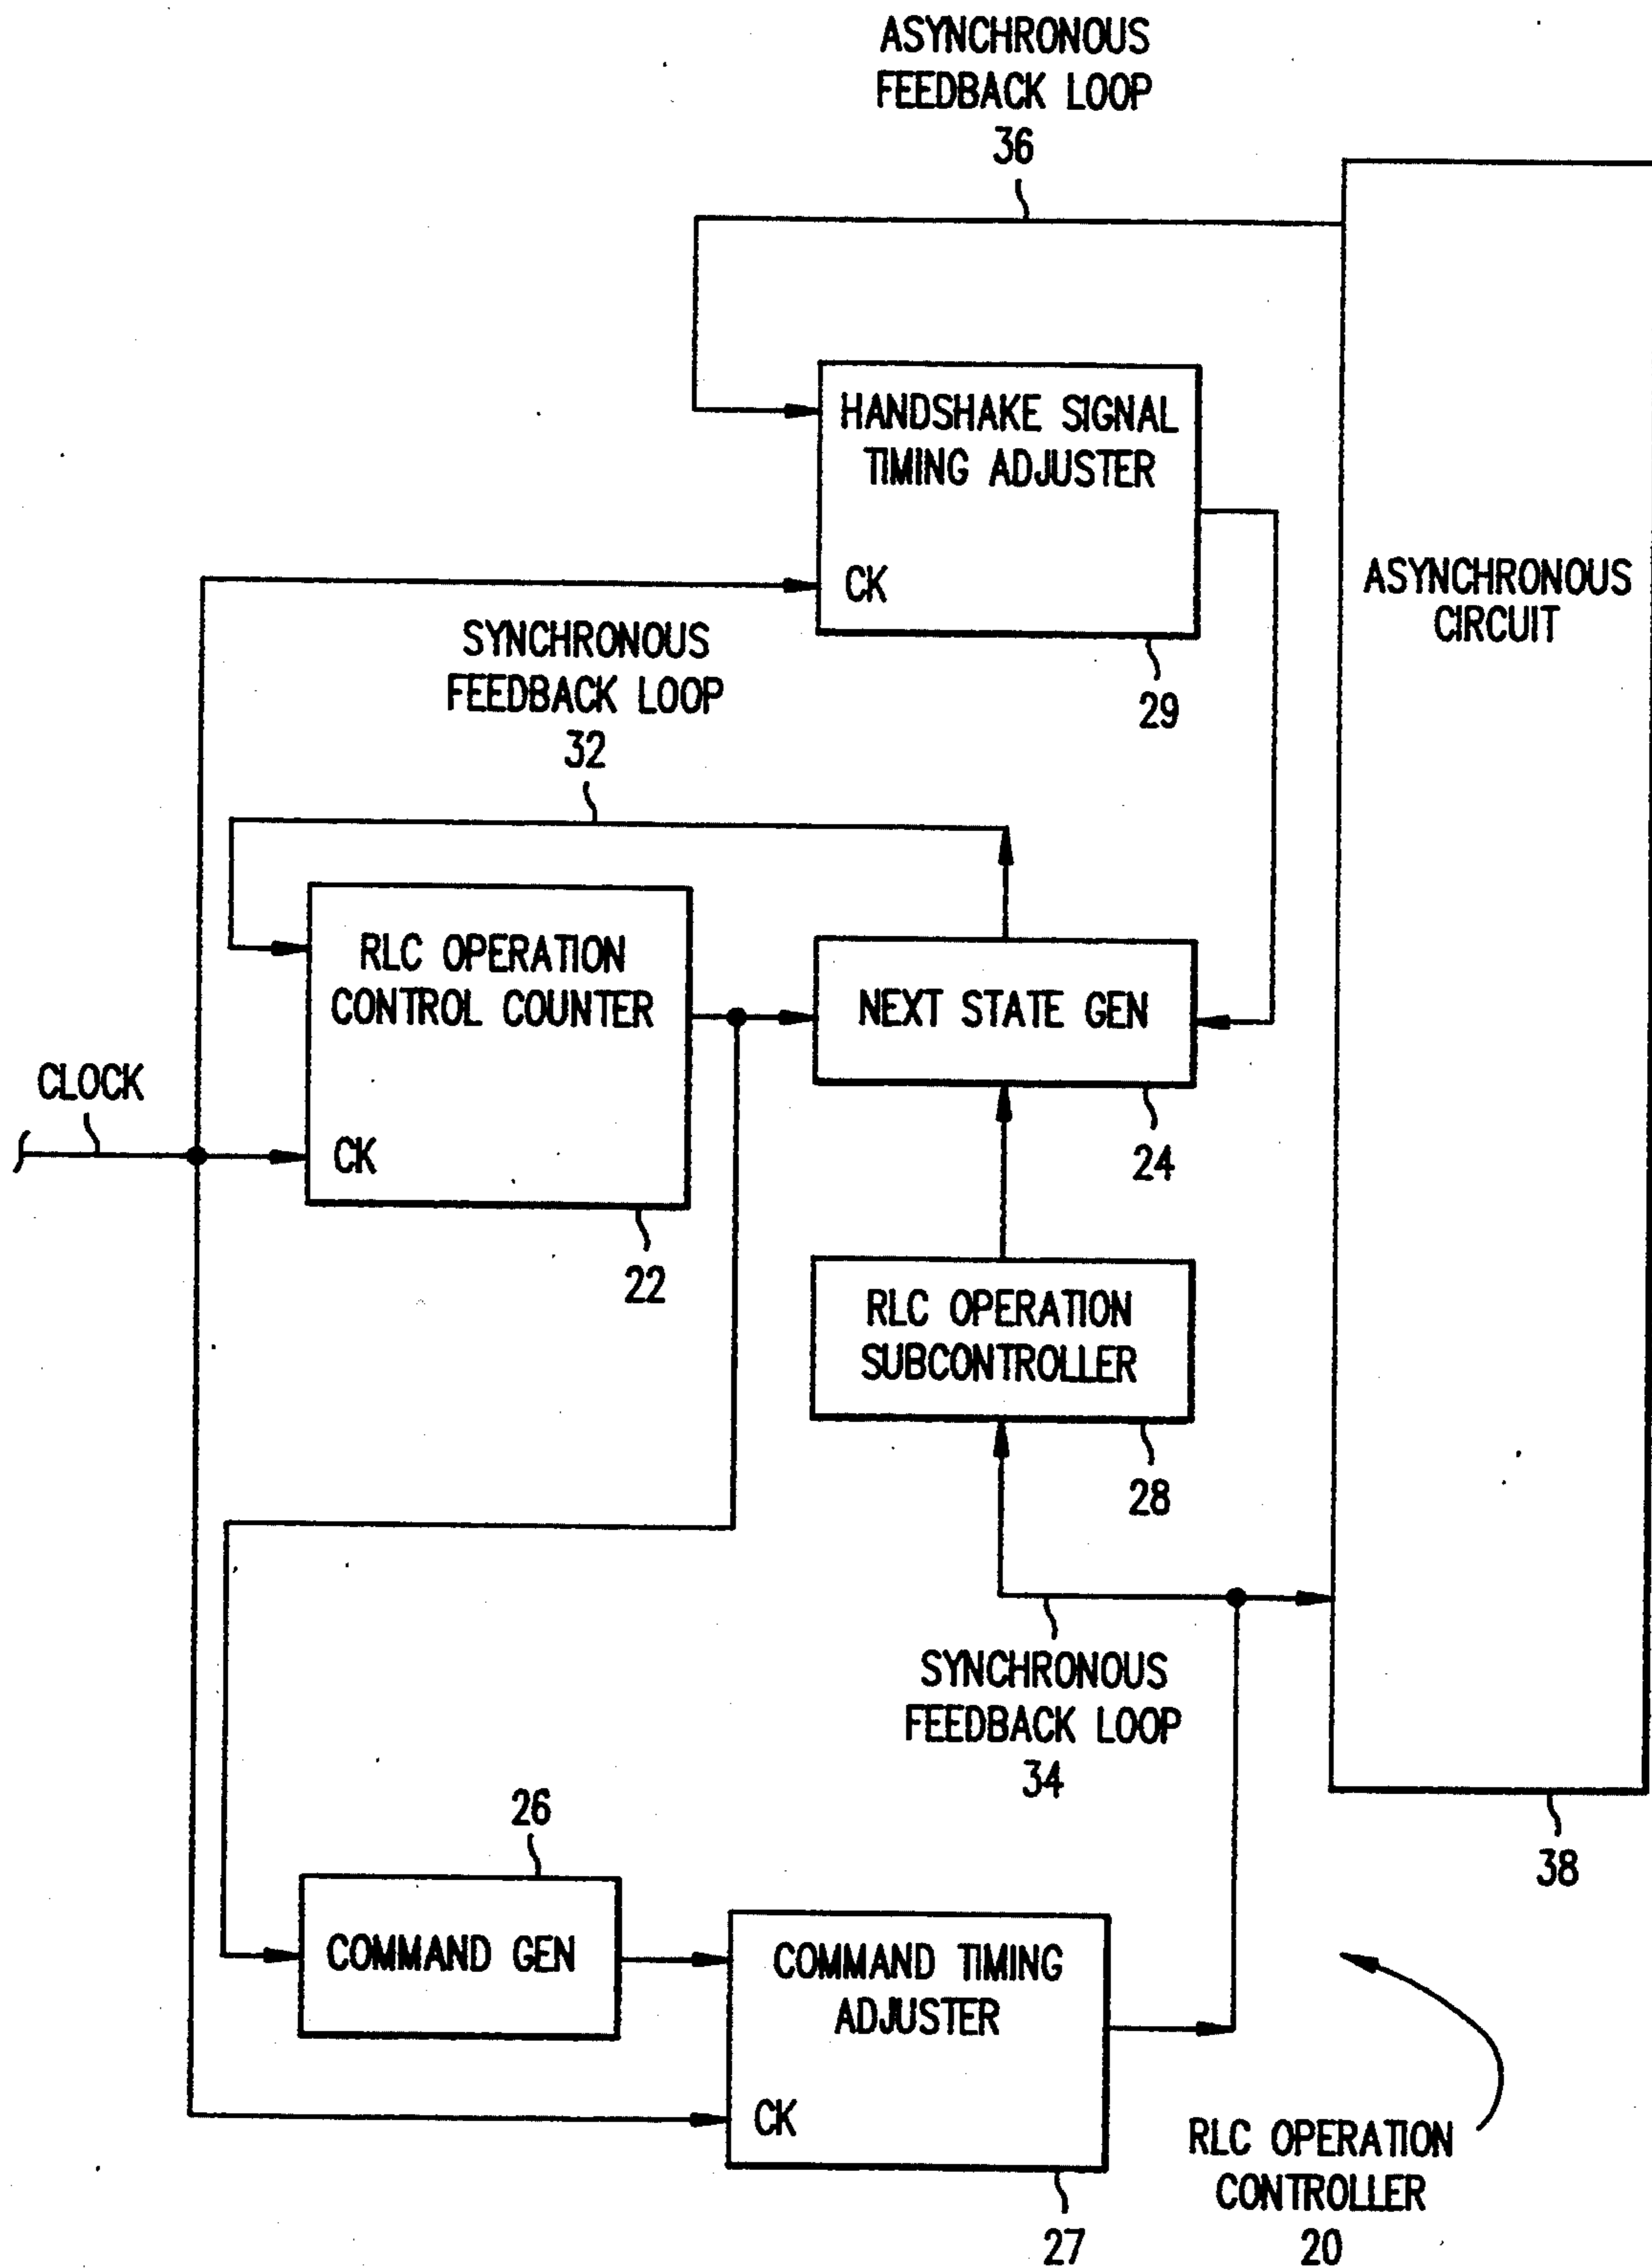 ASYNCHRONOUS
FEEDBACK LOOP
36
HANDSHAKE SIGNAL
TIMING ADJUSTER
CK
29
ASYNCHRONOUS
CIRCUIT
SYNCHRONOUS
FEEDBACK LOOP
32
RLC OPERATION
CONTROL COUNTER
CK
22
NEXT STATE GEN
24
CLOCK
RLC OPERATION
SUBCONTROLLER
28
SYNCHRONOUS
FEEDBACK LOOP
34
38
26
COMMAND GEN
COMMAND TIMING
ADJUSTER
CK
27
RLC OPERATION
CONTROLLER
20